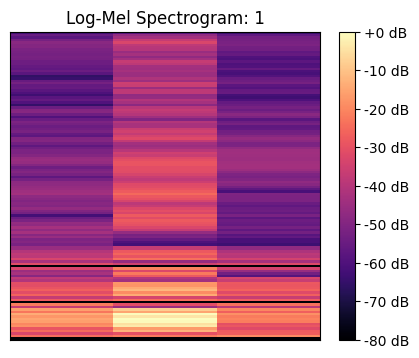 Log-Mel Spectrogram: 1
+0 dB
-10 dB
-20 dB
-30 dB
-40 dB
-50 dB
-60 dB
-70 dB
-80 dB